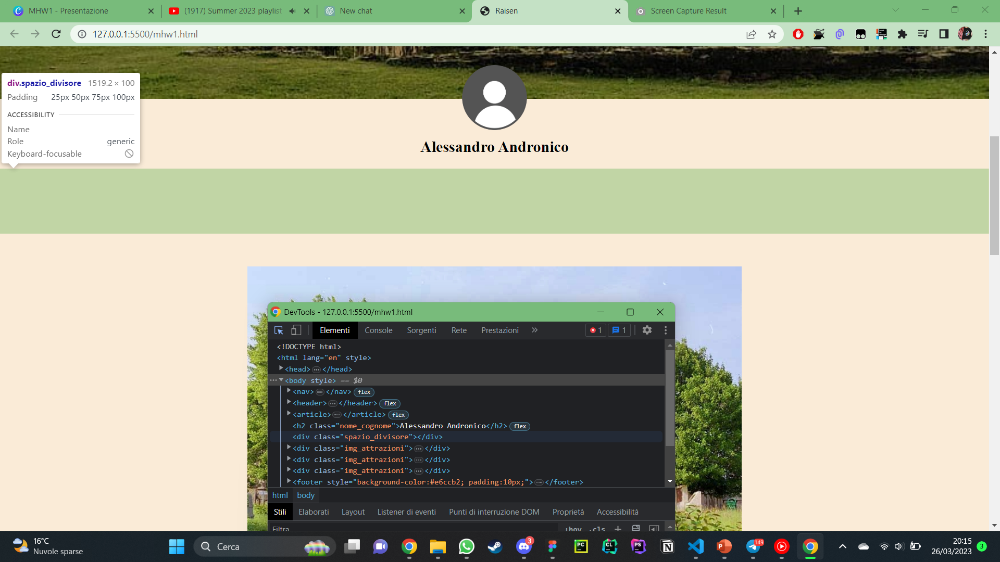 MHW1 - Presentazione
(1917) Summer 2023 playlist
New chat
Raisen
Screen Capture Result
127.0.0.1:5500/mhw1.html
div.spazio_divisore 1519.2 × 100
Padding 25px 50px 75px 100px
ACCESSIBILITY
Name
Role generic
Keyboard-focusable
Alessandro Andronico
DevTools - 127.0.0.1:5500/mhw1.html
Elementi Console Sorgenti Rete Prestazioni » 1 1
<!DOCTYPE html>
<html lang="en" style>
<head>…</head>
<body style> == $0
<nav>…</nav> flex
<header>…</header> flex
<article>…</article> flex
<h2 class="nome_cognome">Alessandro Andronico</h2> flex
<div class="spazio_divisore"></div>
<div class="img_attrazioni">…</div>
<div class="img_attrazioni">…</div>
<div class="img_attrazioni">…</div>
<footer style="background-color:#e6ccb2; padding:10px;">…</footer>
html body
Stili Elaborati Layout Listener di eventi Punti di interruzione DOM Proprietà Accessibilità
Filtra :hov .cls +
16°C
Nuvole sparse
Cerca
3
PC
CL
PS
N
P
149
20:15
26/03/2023
3